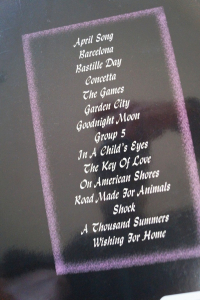 April Song
Barcelona
Bastille Day
Concetta
The Games
Garden City
Goodnight Moon
Group 5
In A Child's Eyes
The Key Of Love
On American Shores
Road Made For Animals
Shock
A Thousand Summers
Wishing For Home